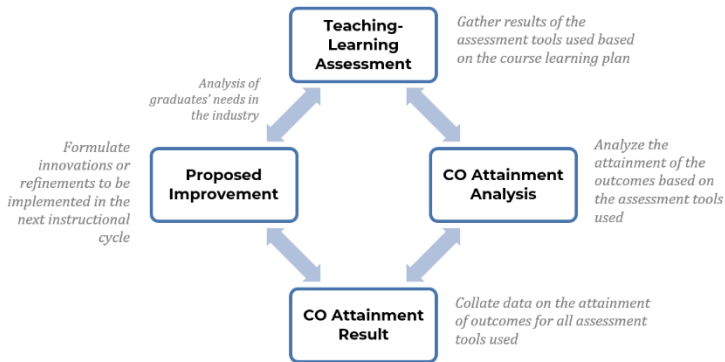 Teaching-
Learning
Assessment
Gather results of the
assessment tools used based
on the course learning plan
Analysis of
graduates' needs in
the industry
Formulate
innovations or
refinements to be
implemented in the
next instructional
cycle
Proposed
Improvement
CO Attainment
Analysis
Analyze the
attainment of the
outcomes based on
the assessment tools
used
CO Attainment
Result
Collate data on the attainment
of outcomes for all assessment
tools used